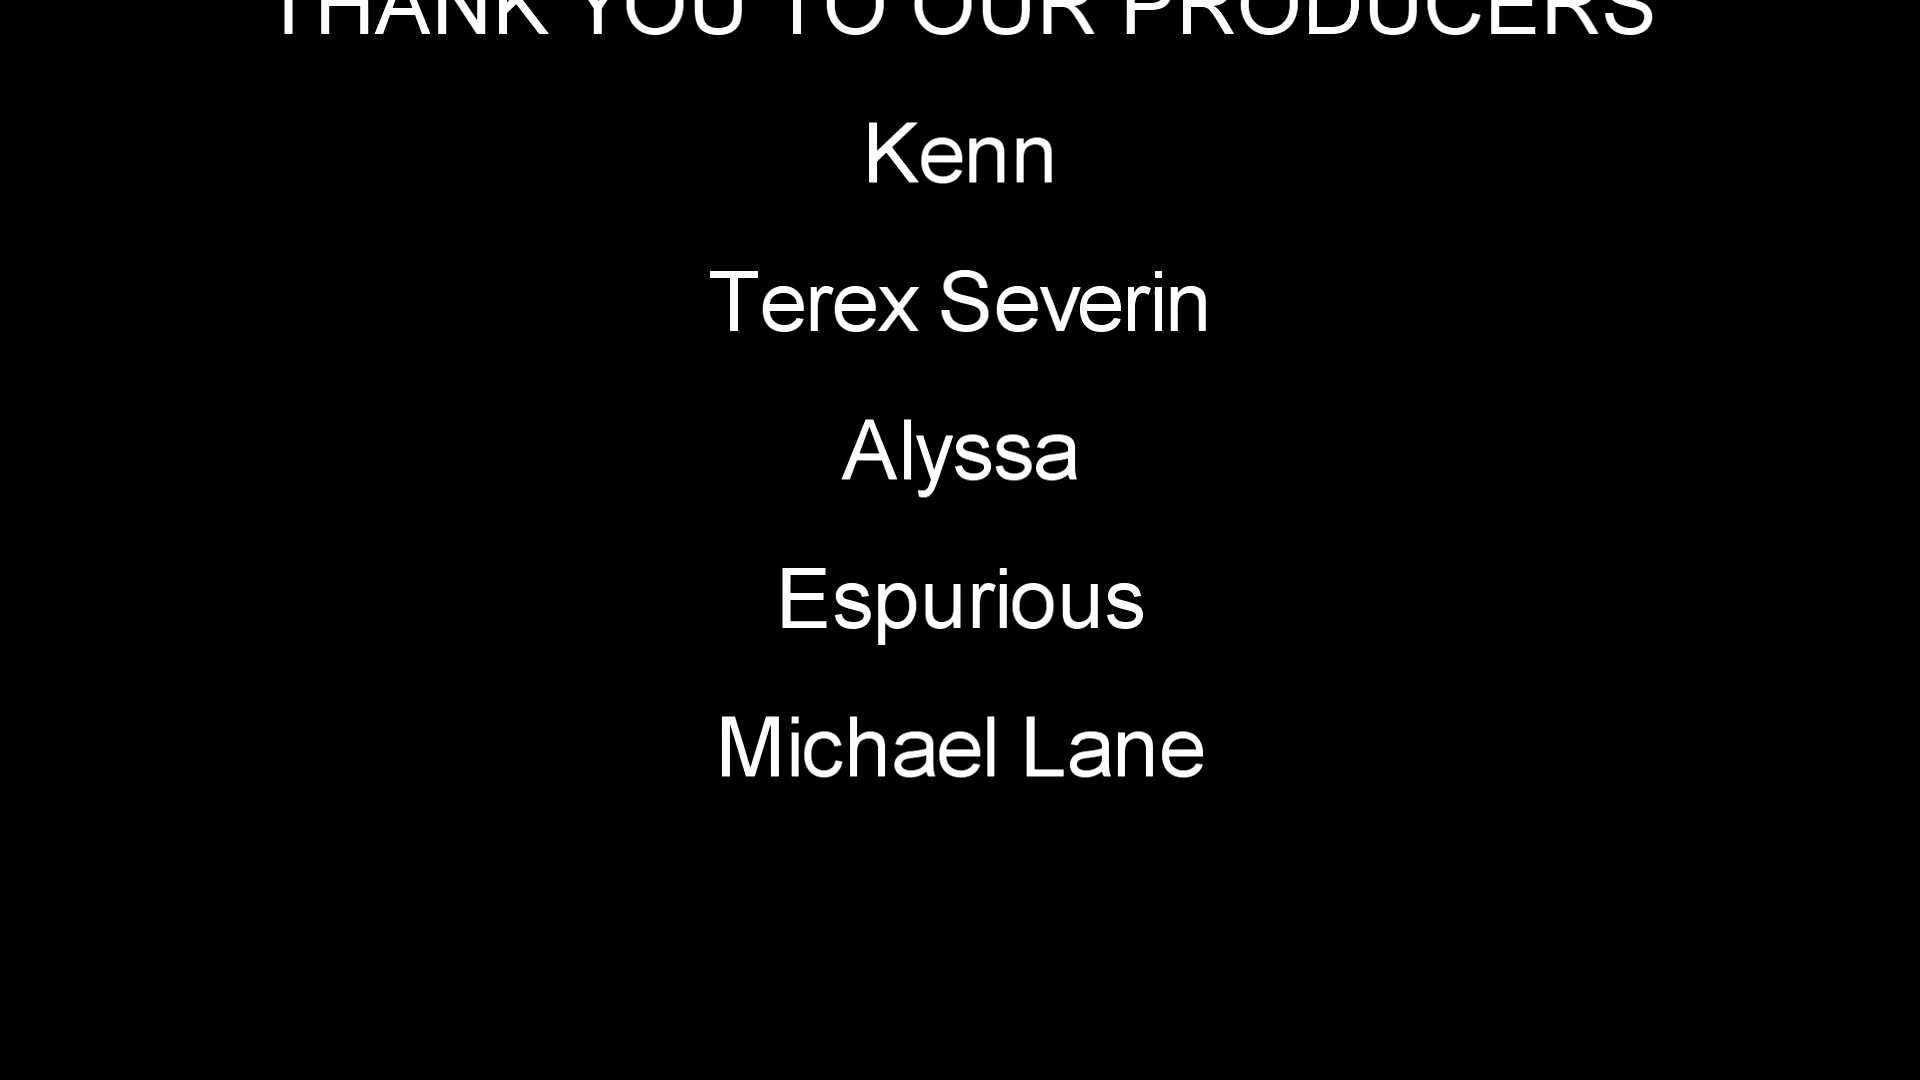 THANK YOU TO OUR PRODUCERS
Kenn
Terex Severin
Alyssa
Espurious
Michael Lane